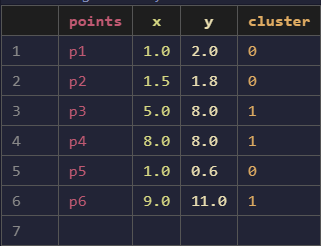 points x y cluster
1 p1 1.0 2.0 0
2 p2 1.5 1.8 0
3 p3 5.0 8.0 1
4 p4 8.0 8.0 1
5 p5 1.0 0.6 0
6 p6 9.0 11.0 1
7